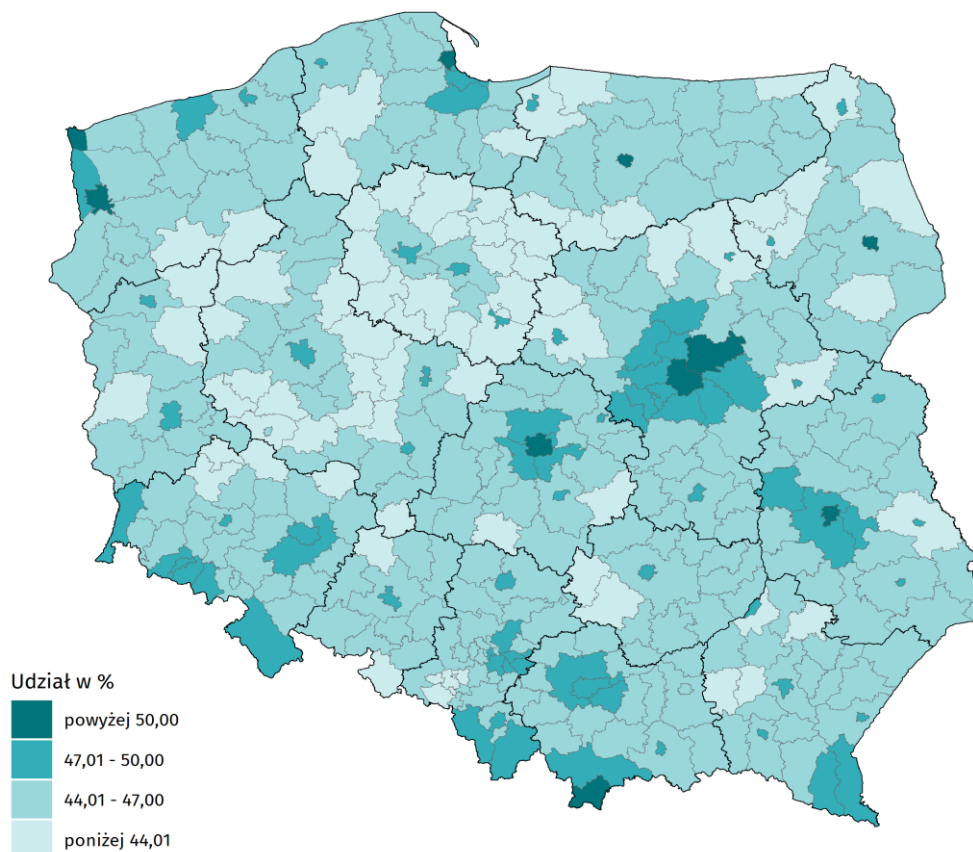 Udział w %
powyżej 50,00
47,01 - 50,00
44,01 - 47,00
poniżej 44,01